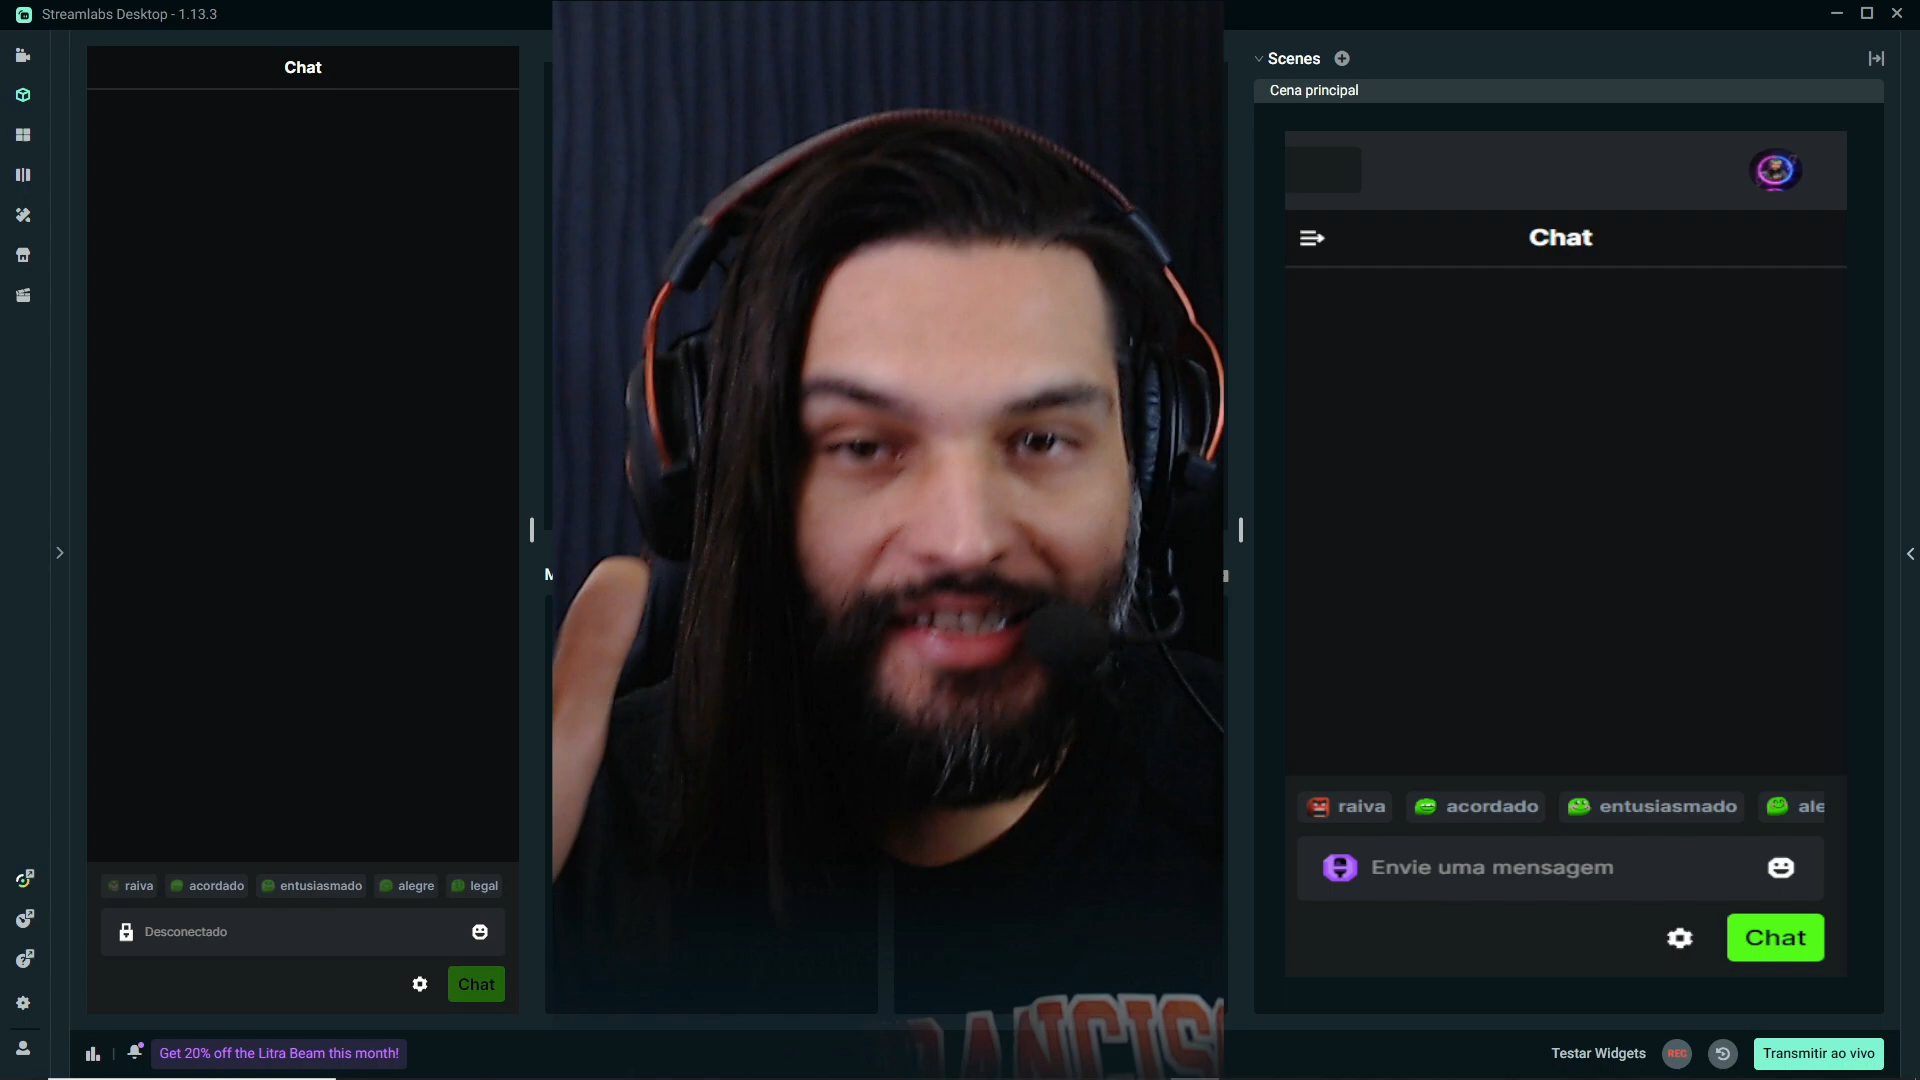 Streamlabs Desktop - 1.13.3
Chat
raiva
acordado
entusiasmado
alegre
legal
Desconectado
Chat
Scenes
Cena principal
Chat
raiva
acordado
entusiasmado
ale
Envie uma mensagem
Chat
Get 20% off the Litra Beam this month!
Testar Widgets
REC
Transmitir ao vivo